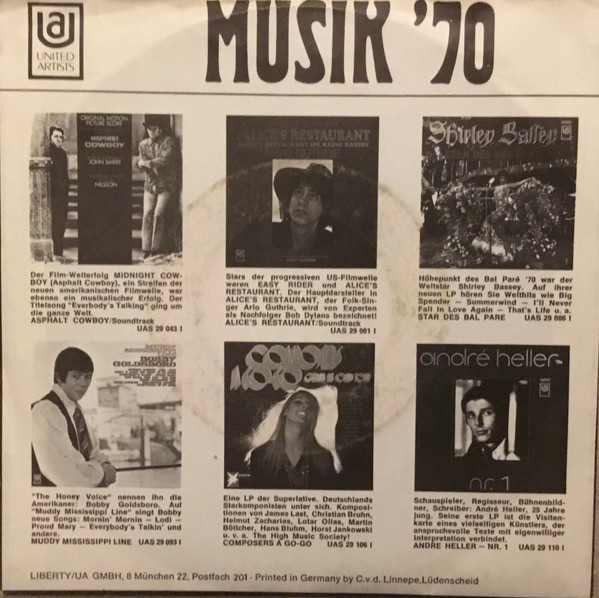 UA
UNITED
ARTISTS
MUSIK '70
ORIGINAL MOTION
PICTURE SCORE
COWBOY
JOHN BARRY
NILSSON
ALICE'S RESTAURANT
Shirley Bassey
Der Film-Welterfolg MIDNIGHT COW-
BOY (Asphalt Cowboy), ein Streifen der
neuen amerikanischen Filmwelle, war
ebenso ein musikalischer Erfolg. Der
Titelsong "Everybody's Talking" ging um
die ganze Welt.
ASPHALT COWBOY/Soundtrack
UAS 29 043 I
Stars der progressiven US-Filmwelle
waren EASY RIDER und ALICE'S
RESTAURANT. Der Hauptdarsteller in
ALICE'S RESTAURANT, der Folk-Sin-
ger Arlo Guthrie, wird von Experten
als Nachfolger Bob Dylans bezeichnet!
ALICE'S RESTAURANT/Soundtrack
UAS 29 061 I
Höhepunkt des Bal Paré '70 war der
Weltstar Shirley Bassey. Auf ihrer
neuen LP hören Sie Welthits wie Big
Spender — Summerwind — I'll Never
Fall in Love Again — That's Life u. a.
STAR DES BAL PARE UAS 29 086 I
BOBBY
GOLDSBORO
andré heller
nr. 1
"The Honey Voice" nennen ihn die
Amerikaner: Bobby Goldsboro. Auf
"Muddy Mississippi Line" singt Bobby
neue Songs: Mornin' Mornin — Lodi —
Proud Mary — Everybody's Talkin' und
andere.
MUDDY MISSISSIPPI LINE UAS 29 093 I
Eine LP der Superlative. Deutschlands
Starkomponisten unter sich. Komposi-
tionen von James Last, Christian Bruhn,
Helmut Zacharias, Lotar Olias, Martin
Böttcher, Hans Bluhm, Horst Jankowski
u. v. a. The High Music Society!
COMPOSERS A GO-GO UAS 29 106 I
Schauspieler, Regisseur, Bühnenbild-
ner, Schreiber: André Heller, 25 Jahre
jung. Seine erste LP ist die Visiten-
karte eines vielseitigen Künstlers, der
anspruchsvolle Texte mit eigenwilliger
Interpretation verbindet.
ANDRE HELLER — NR. 1 UAS 29 110 I
LIBERTY/UA GMBH, 8 München 22, Postfach 201 · Printed in Germany by C.v.d. Linnepe, Lüdenscheid